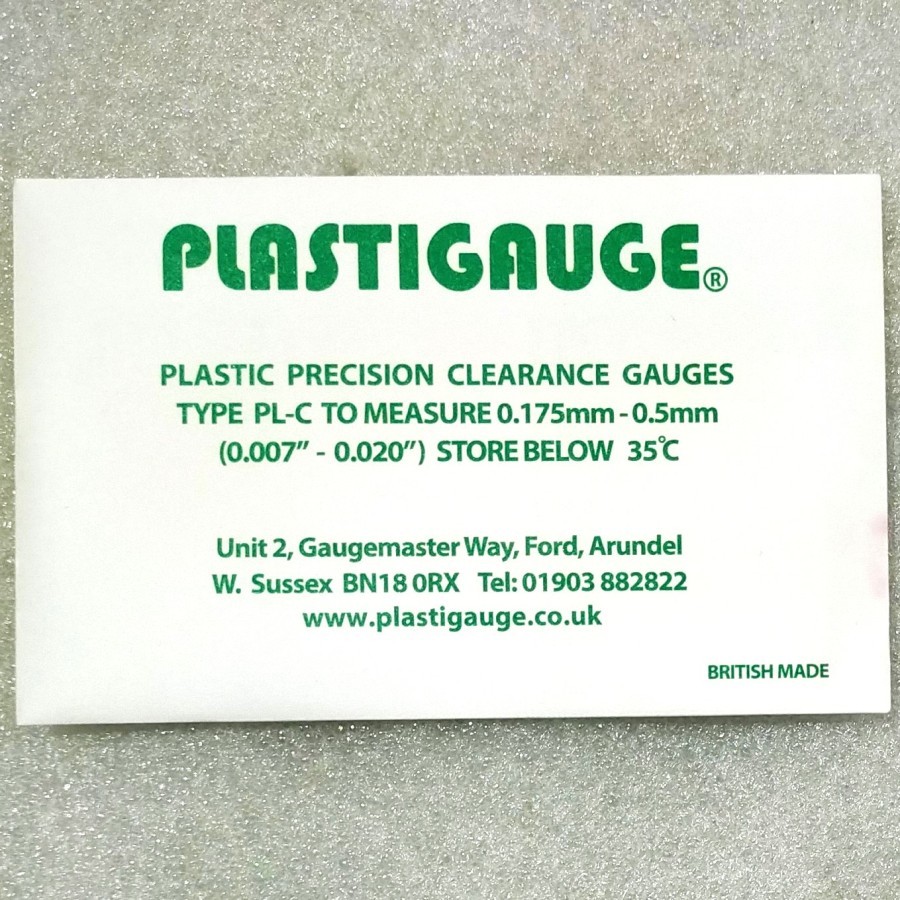 PLASTIGAUGE®
PLASTIC PRECISION CLEARANCE GAUGES
TYPE PL-C TO MEASURE 0.175mm - 0.5mm
(0.007” - 0.020”) STORE BELOW 35℃
Unit 2, Gaugemaster Way, Ford, Arundel
W. Sussex BN18 0RX Tel: 01903 882822
www.plastigauge.co.uk
BRITISH MADE